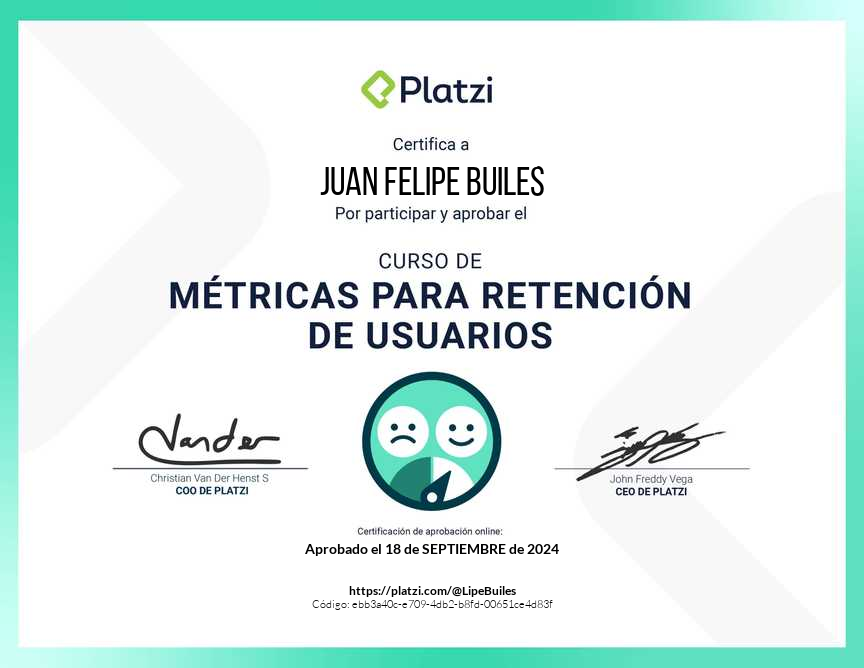 Platzi
Certifica a
JUAN FELIPE BUILES
Por participar y aprobar el
CURSO DE
MÉTRICAS PARA RETENCIÓN
DE USUARIOS
Christian Van Der Henst S
COO DE PLATZI
John Freddy Vega
CEO DE PLATZI
Certificación de aprobación online:
Aprobado el 18 de SEPTIEMBRE de 2024
https://platzi.com/@LipeBuiles
Código: ebb3a40c-e709-4db2-b8fd-00651ce4d83f